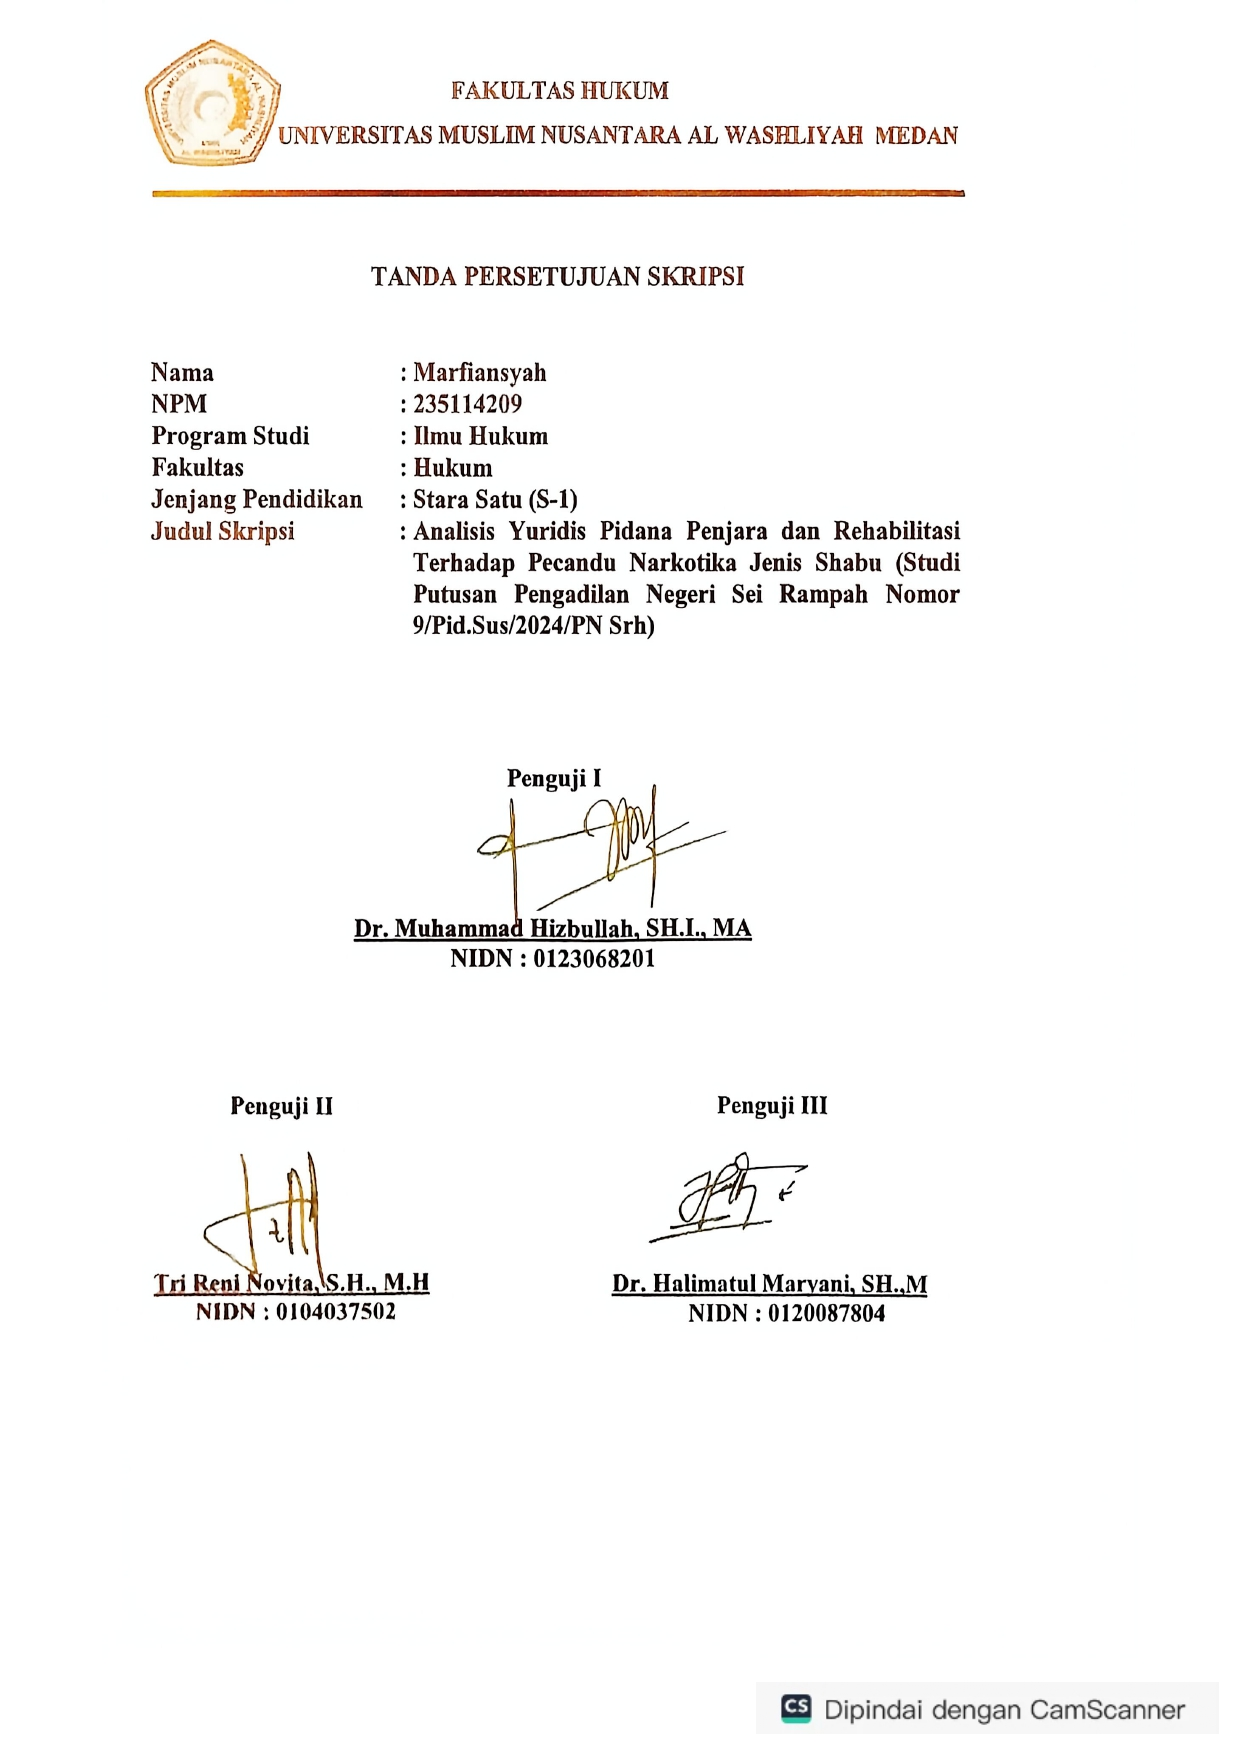 FAKULTAS HUKUM
UNIVERSITAS MUSLIM NUSANTARA AL WASHLIYAH MEDAN
TANDA PERSETUJUAN SKRIPSI
Nama : Marfiansyah
NPM : 235114209
Program Studi : Ilmu Hukum
Fakultas : Hukum
Jenjang Pendidikan : Stara Satu (S-1)
Judul Skripsi : Analisis Yuridis Pidana Penjara dan Rehabilitasi
Terhadap Pecandu Narkotika Jenis Shabu (Studi
Putusan Pengadilan Negeri Sei Rampah Nomor
9/Pid.Sus/2024/PN Srh)
Penguji I
Dr. Muhammad Hizbullah, SH.I., MA
NIDN : 0123068201
Penguji II
Tri Reni Novita, S.H., M.H
NIDN : 0104037502
Penguji III
Dr. Halimatul Maryani, SH.,M
NIDN : 0120087804
CS Dipindai dengan CamScanner